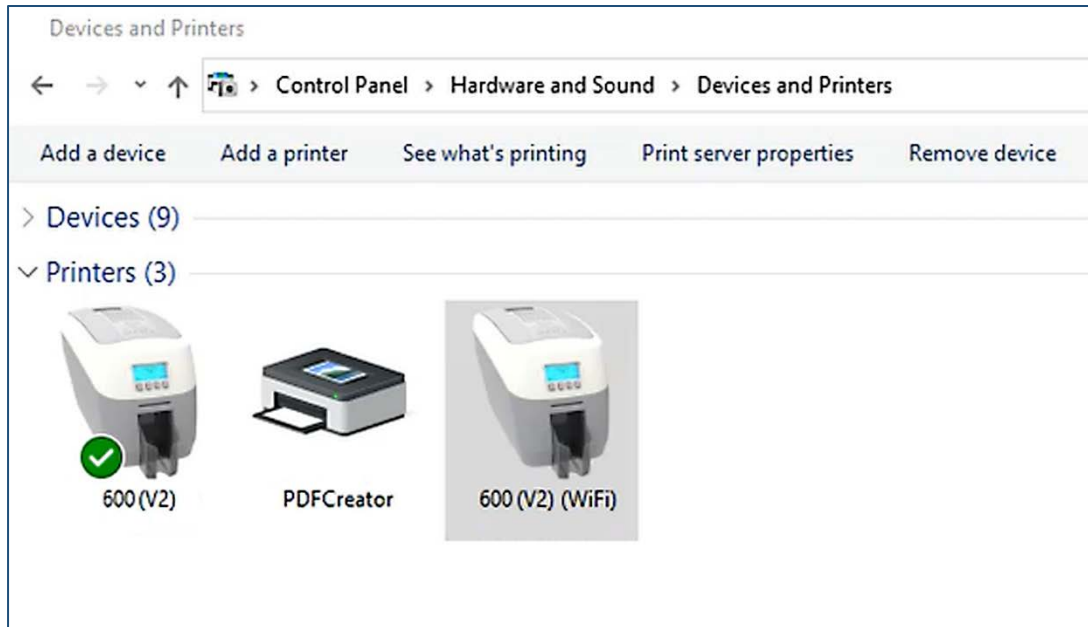 Devices and Printers
Control Panel > Hardware and Sound > Devices and Printers
Add a device Add a printer See what's printing Print server properties Remove device
Devices (9)
Printers (3)
600 (V2) PDFCreator 600 (V2) (WiFi)